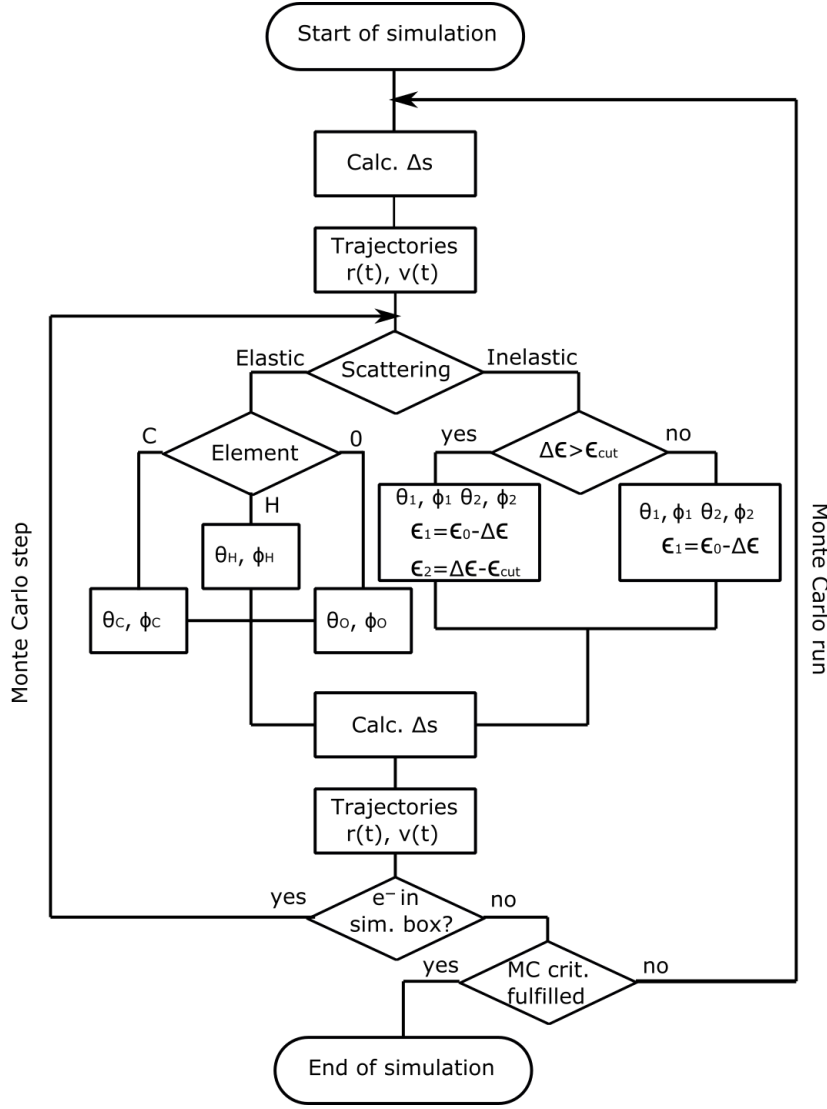 Start of simulation
Calc. Δs
Trajectories
r(t), v(t)
Elastic
Scattering
Inelastic
C
Element
0
H
yes
Δϵ>ϵcut
no
θ1, ϕ1 θ2, ϕ2
ϵ1=ϵ0-Δϵ
ϵ2=Δϵ-ϵcut
θ1, ϕ1 θ2, ϕ2
ϵ1=ϵ0-Δϵ
θH, ϕH
θC, ϕC
θO, ϕO
Monte Carlo step
Monte Carlo run
Calc. Δs
Trajectories
r(t), v(t)
yes
e⁻ in
sim. box?
no
yes
MC crit.
fulfilled
no
End of simulation